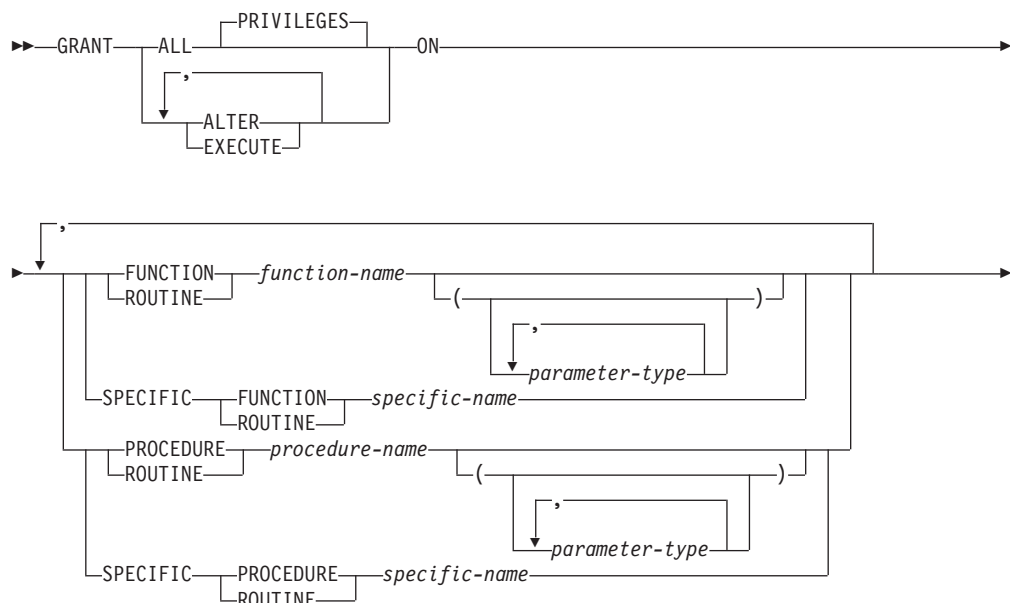 PRIVILEGES
GRANT ALL ON
,
ALTER
EXECUTE
,
FUNCTION function-name
ROUTINE ( )
,
parameter-type
SPECIFIC FUNCTION specific-name
ROUTINE
PROCEDURE procedure-name
ROUTINE ( )
,
parameter-type
SPECIFIC PROCEDURE specific-name
ROUTINE